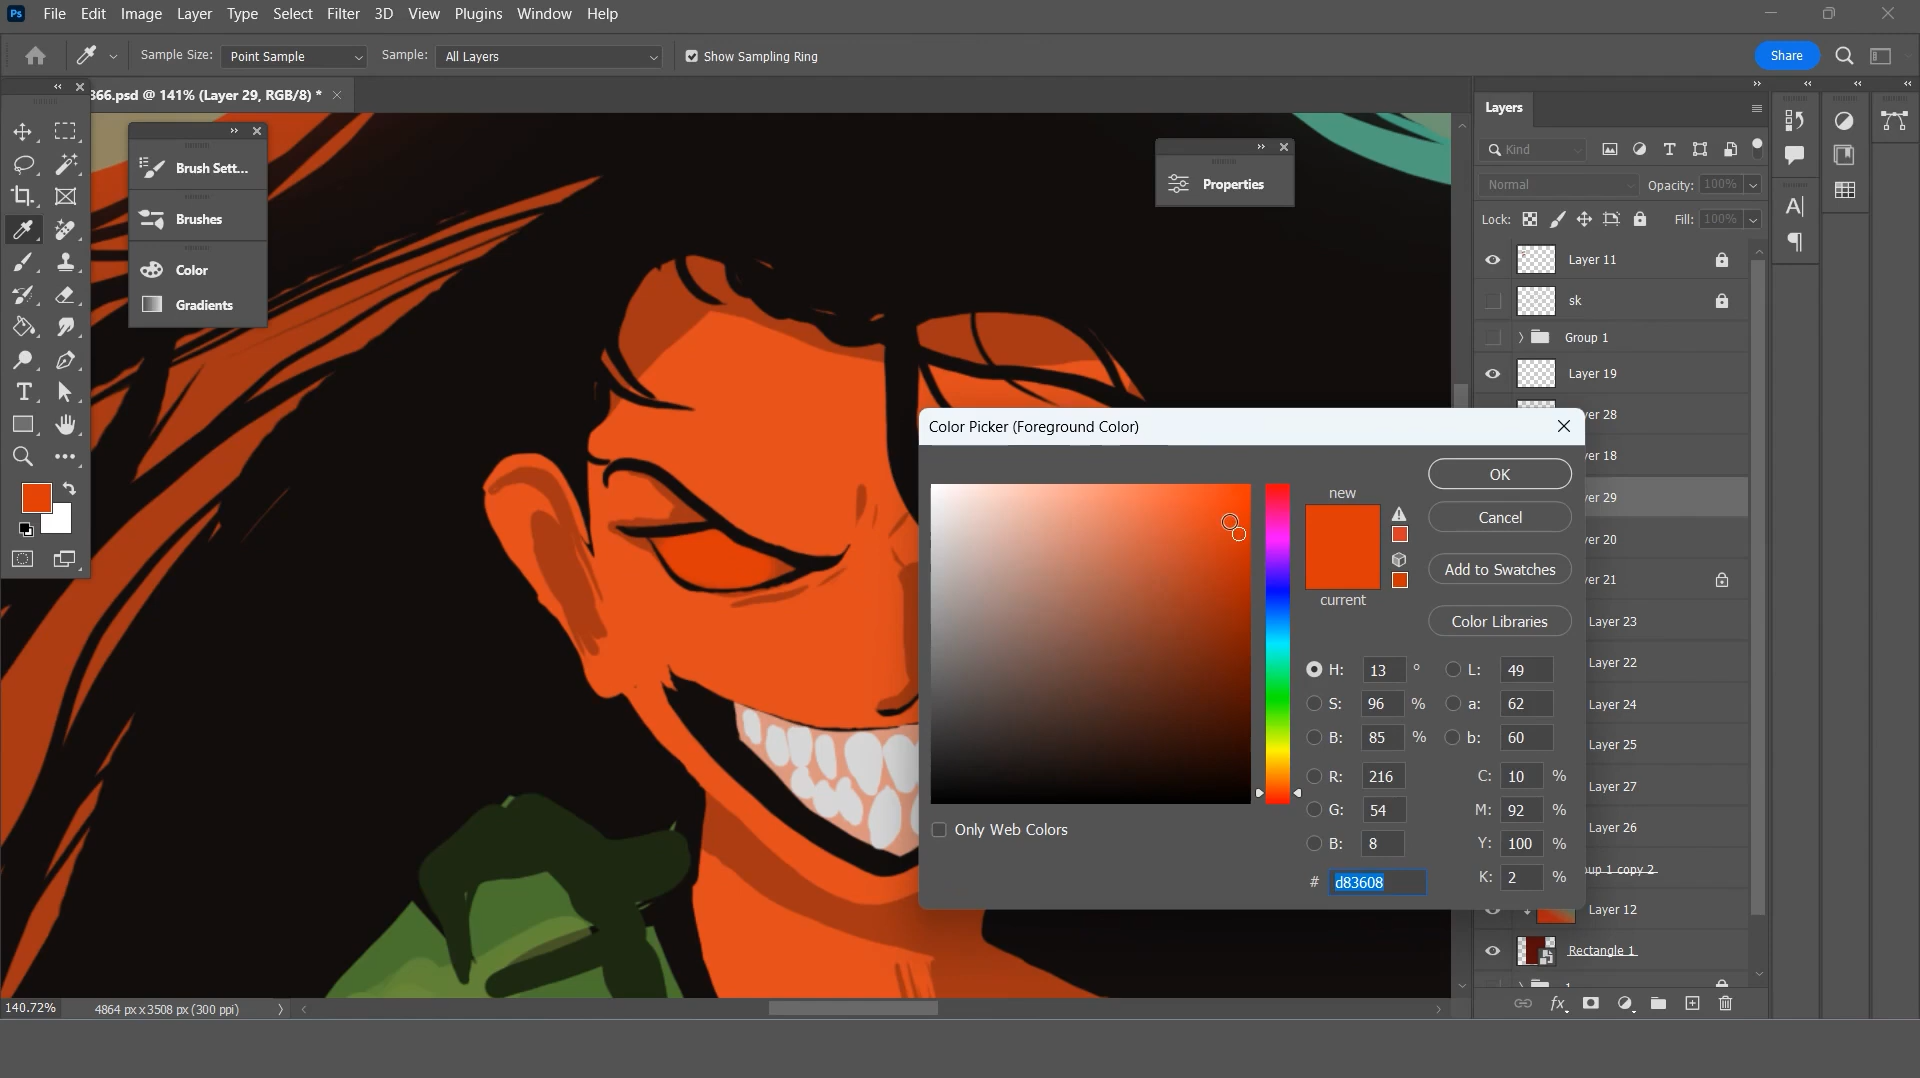 Ps File Edit Image Layer Type Select Filter 3D View Plugins Window Help
Sample Size: Point Sample Sample: All Layers Show Sampling Ring Share
366.psd @ 141% (Layer 29, RGB/8) *
Brush Sett...
Brushes
Color
Gradients
Properties
Layers
Kind
Normal Opacity: 100%
Lock: Fill: 100%
Layer 11
sk
Group 1
Layer 19
er 28
er 18
er 29
er 20
er 21
Layer 23
Layer 22
Layer 24
Layer 25
Layer 27
Layer 26
up 1 copy 2
Layer 12
Rectangle 1
Color Picker (Foreground Color)
new
current
OK
Cancel
Add to Swatches
Color Libraries
H: 13 ° L: 49
S: 96 % a: 62
B: 85 % b: 60
R: 216 C: 10 %
G: 54 M: 92 %
B: 8 Y: 100 %
# d83608 K: 2 %
Only Web Colors
140.72% 4864 px x 3508 px (300 ppi)